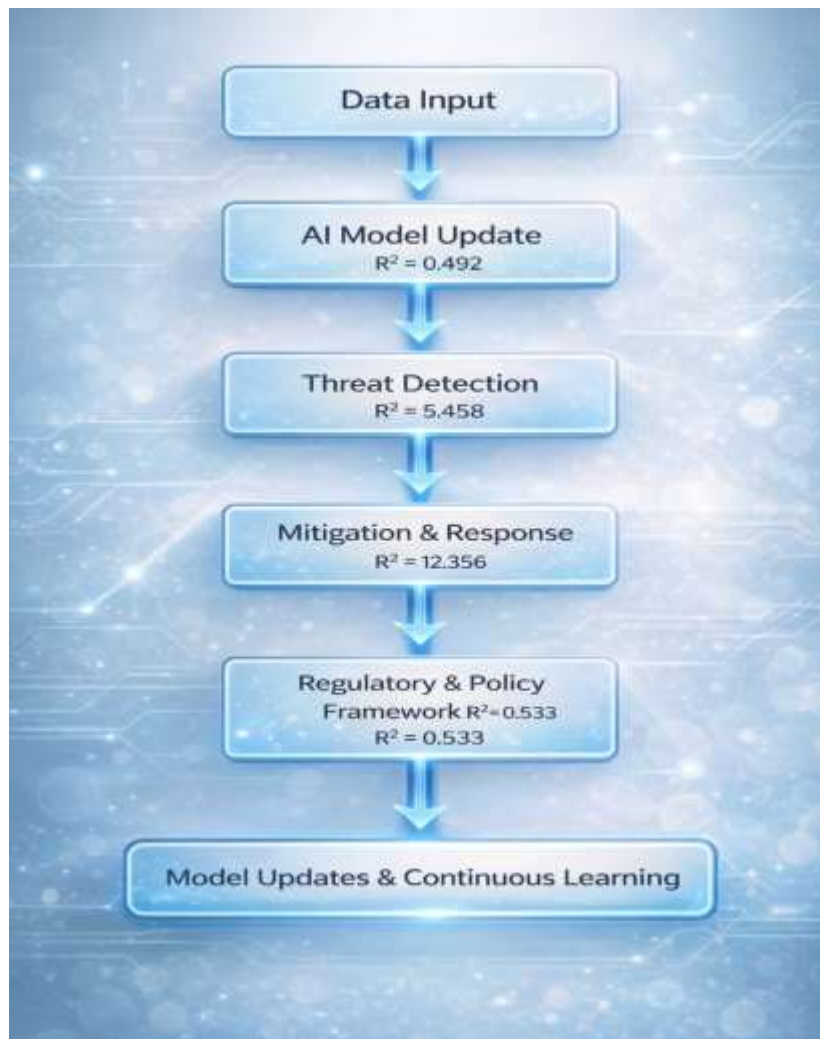 Data Input
AI Model Update
R² = 0.492
Threat Detection
R² = 5.458
Mitigation & Response
R² = 12.356
Regulatory & Policy
Framework R²=0.533
R² = 0.533
Model Updates & Continuous Learning